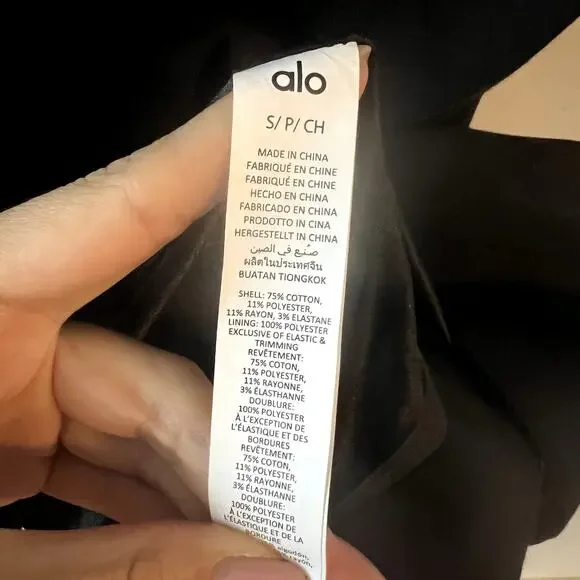 alo
S/ P/ CH
MADE IN CHINA
FABRIQUÉ EN CHINE
FABRIQUÉ EN CHINE
HECHO EN CHINA
FABRICADO EN CHINA
PRODOTTO IN CINA
HERGESTELLT IN CHINA
صُنع في الصين
ผลิตในประเทศจีน
BUATAN TIONGKOK
SHELL: 75% COTTON,
11% POLYESTER,
11% RAYON, 3% ELASTANE
LINING: 100% POLYESTER
EXCLUSIVE OF ELASTIC &
TRIMMING
REVÊTEMENT:
75% COTON,
11% POLYESTER,
11% RAYONNE,
3% ÉLASTHANNE
DOUBLURE:
100% POLYESTER
À L'EXCEPTION DE
L'ÉLASTIQUE ET DES
BORDURES
REVÊTEMENT:
75% COTON,
11% POLYESTER,
11% RAYONNE,
3% ÉLASTHANNE
DOUBLURE:
100% POLYESTER
À L'EXCEPTION DE
L'ÉLASTIQUE ET DE LA
BORDURE
algodón,
rayón,